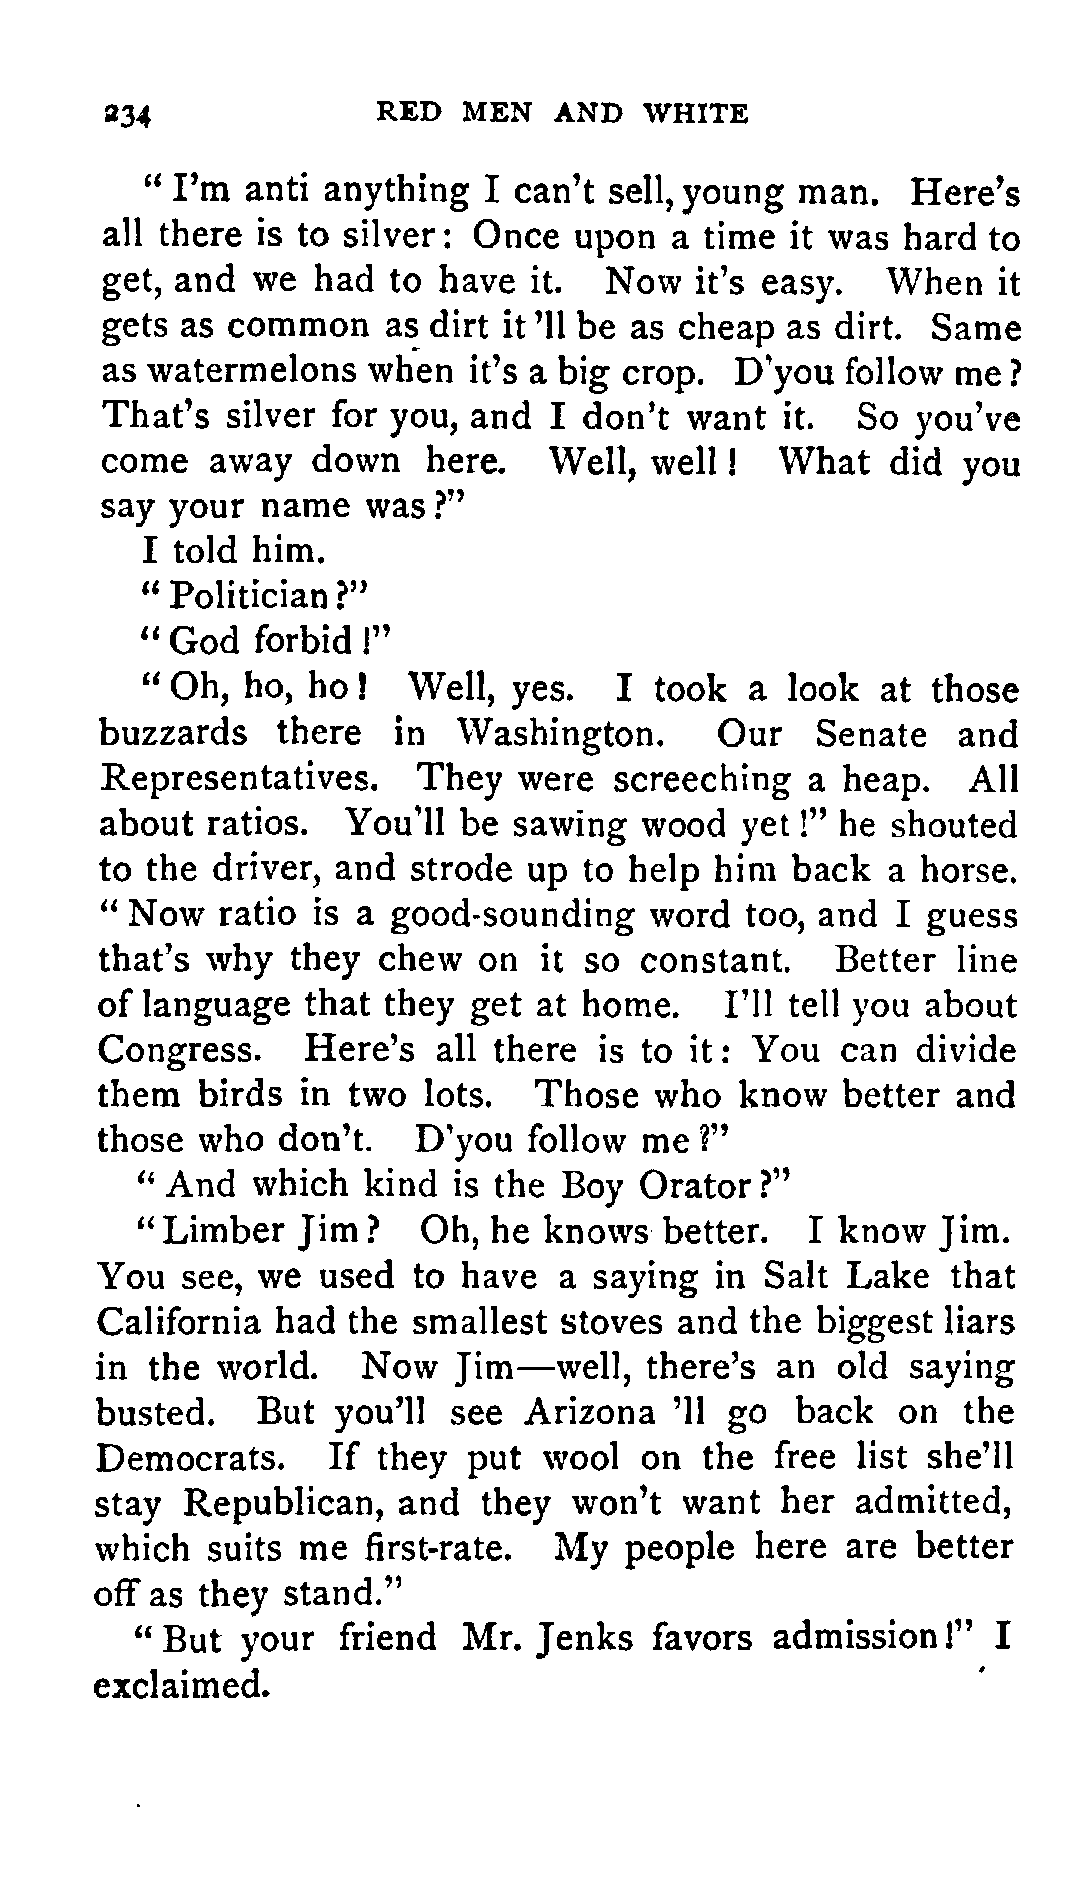 234 RED MEN AND WHITE
“ I’m anti anything I can’t sell, young man. Here’s
all there is to silver: Once upon a time it was hard to
get, and we had to have it. Now it’s easy. When it
gets as common as dirt it ’ll be as cheap as dirt. Same
as watermelons when it’s a big crop. D’you follow me?
That’s silver for you, and I don’t want it. So you’ve
come away down here. Well, well! What did you
say your name was?”
I told him.
“ Politician?”
“ God forbid!”
“ Oh, ho, ho! Well, yes. I took a look at those
buzzards there in Washington. Our Senate and
Representatives. They were screeching a heap. All
about ratios. You’ll be sawing wood yet!” he shouted
to the driver, and strode up to help him back a horse.
“ Now ratio is a good-sounding word too, and I guess
that’s why they chew on it so constant. Better line
of language that they get at home. I’ll tell you about
Congress. Here’s all there is to it: You can divide
them birds in two lots. Those who know better and
those who don’t. D’you follow me?”
“ And which kind is the Boy Orator?”
“ Limber Jim? Oh, he knows better. I know Jim.
You see, we used to have a saying in Salt Lake that
California had the smallest stoves and the biggest liars
in the world. Now Jim—well, there’s an old saying
busted. But you’ll see Arizona ’ll go back on the
Democrats. If they put wool on the free list she’ll
stay Republican, and they won’t want her admitted,
which suits me first-rate. My people here are better
off as they stand.”
“ But your friend Mr. Jenks favors admission!” I
exclaimed.